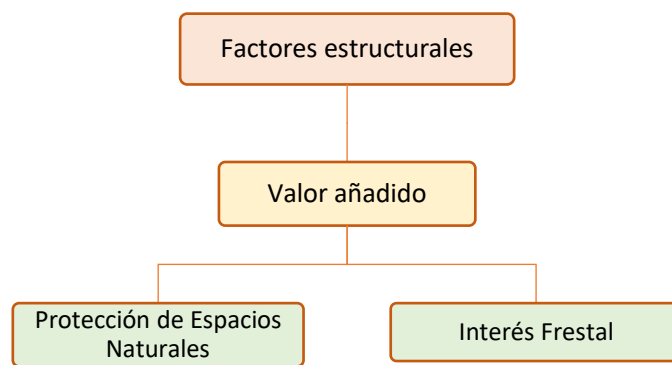 Factores estructurales
Valor añadido
Protección de Espacios
Naturales
Interés Frestal